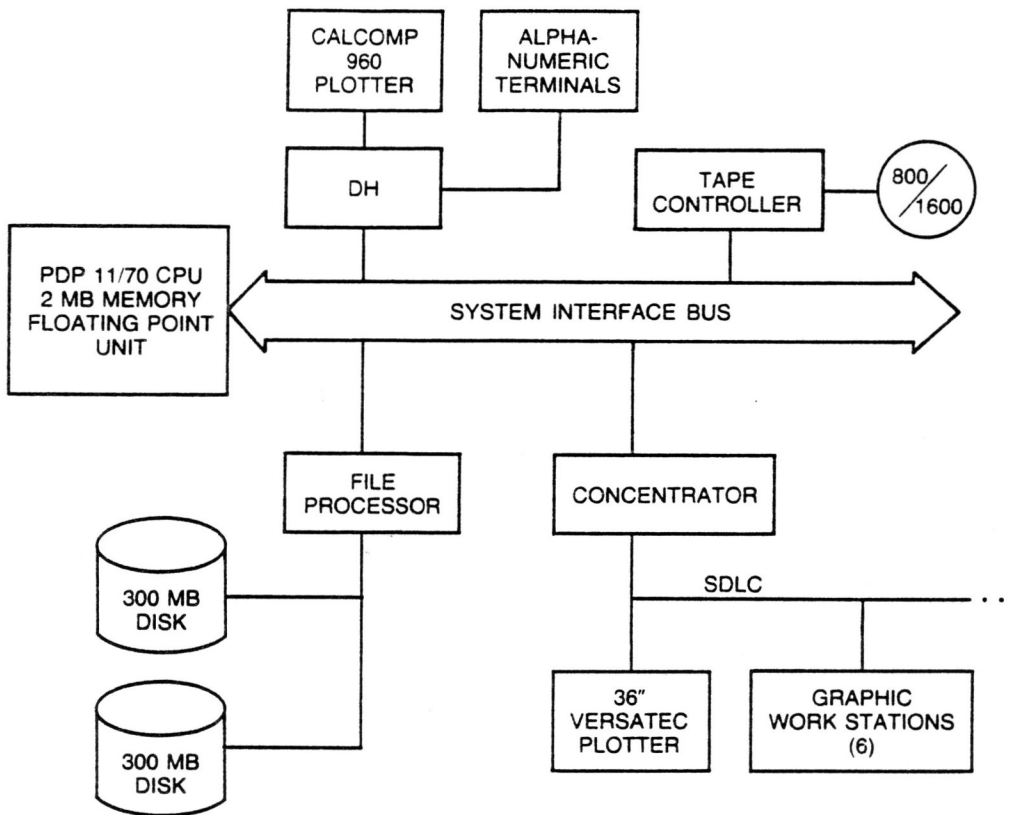 CALCOMP
960
PLOTTER
ALPHA-
NUMERIC
TERMINALS
DH
TAPE
CONTROLLER
800/
1600
PDP 11/70 CPU
2 MB MEMORY
FLOATING POINT
UNIT
SYSTEM INTERFACE BUS
FILE
PROCESSOR
CONCENTRATOR
300 MB
DISK
SDLC
300 MB
DISK
36"
VERSATEC
PLOTTER
GRAPHIC
WORK STATIONS
(6)